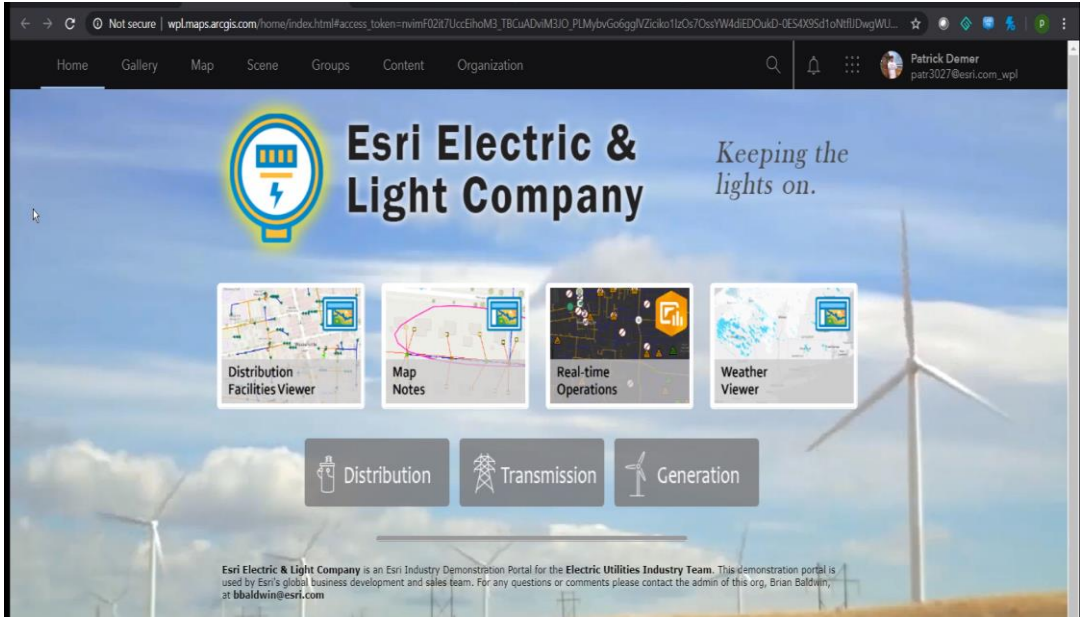 Not secure | wpl.maps.arcgis.com/home/index.html#access_token=nvimF02it7UccEihoM3_TBCuADviM3JO_PLMybvGo6gglVZiciko1IzOs7OssYW4diEDOukD-0ES4X9Sd1oNtflJDwgWU...
Home Gallery Map Scene Groups Content Organization
Patrick Demer
patr3027@esri.com_wpl
Esri Electric &
Light Company
Keeping the
lights on.
Distribution
Facilities Viewer
Map
Notes
Real-time
Operations
Weather
Viewer
Distribution
Transmission
Generation
Esri Electric & Light Company is an Esri Industry Demonstration Portal for the Electric Utilities Industry Team. This demonstration portal is
used by Esri's global business development and sales team. For any questions or comments please contact the admin of this org, Brian Baldwin,
at bbaldwin@esri.com